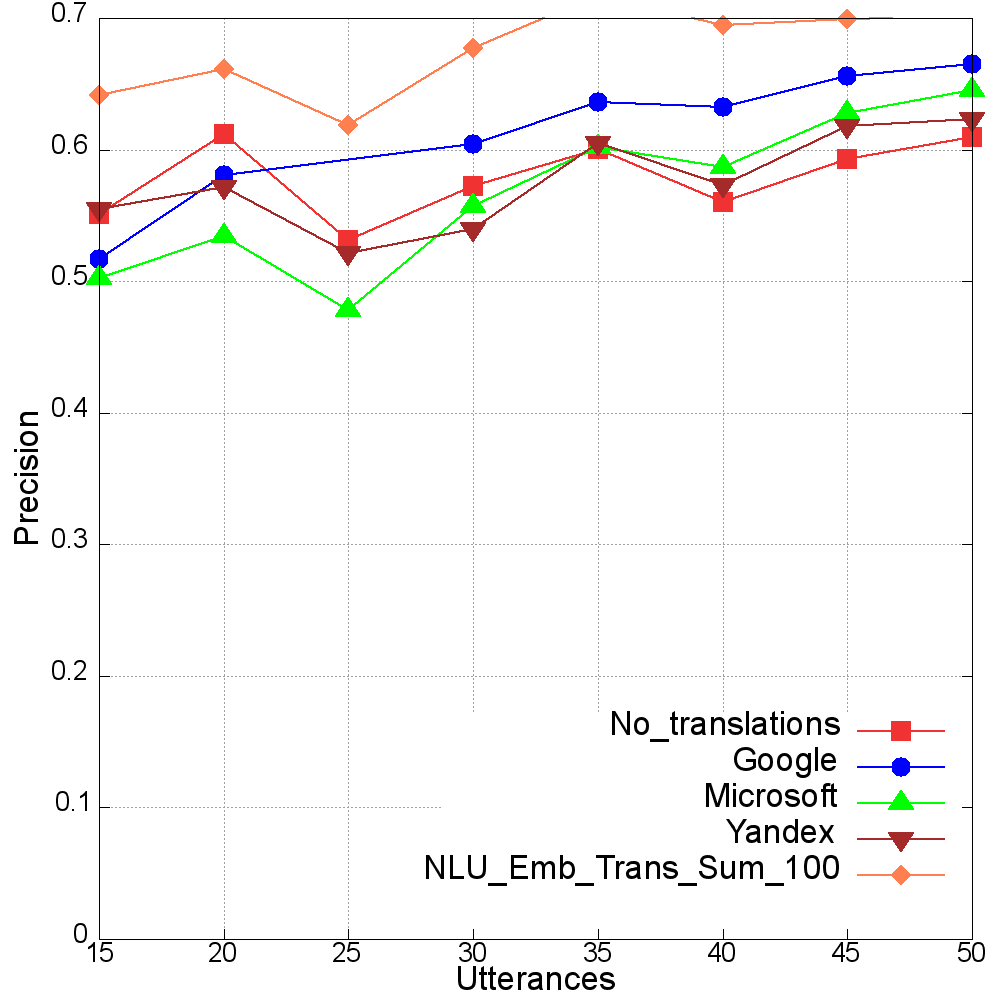 0.7
0.6
0.5
0.4
0.3
0.2
0.1
0
Precision
15 20 25 30 35 40 45 50
Utterances
No_translations
Google
Microsoft
Yandex
NLU_Emb_Trans_Sum_100